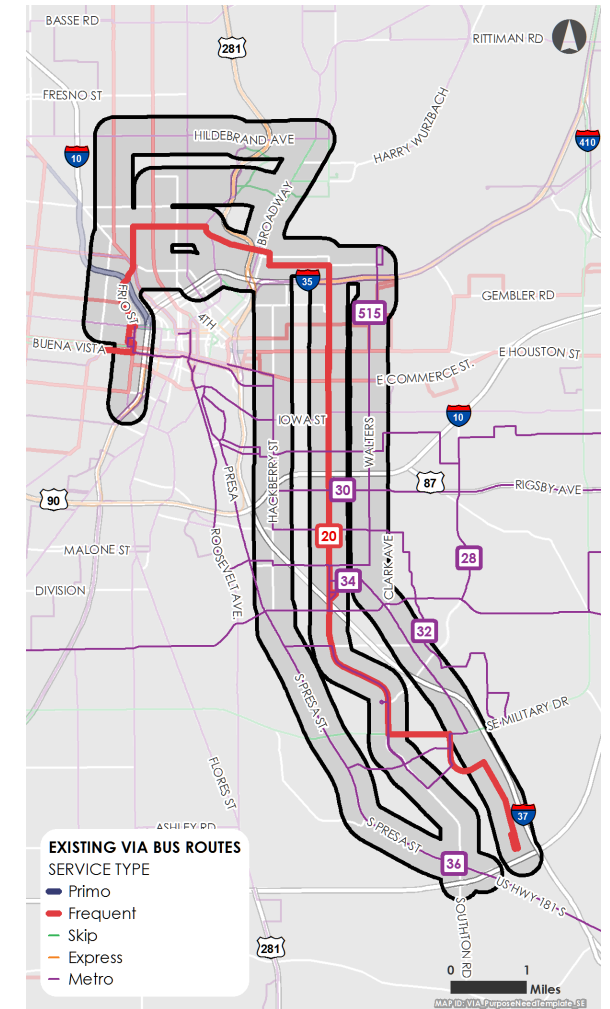 BASSE RD
281
RITTIMAN RD
FRESNO ST
HARRY WURZBACH
HILDEBRAND AVE
10
410
BROADWAY
FRIO ST
35
GEMBLER RD
515
4TH
BUENA VISTA
E HOUSTON ST
E COMMERCE ST.
IOWA ST
10
WALTERS
HACKBERRY ST
PRESA
87
30
RIGSBY AVE
90
20
MALONE ST
ROOSEVELT AVE.
CLARK AVE
28
34
DIVISION
32
S PRESA ST.
SE MILITARY DR
FLORES ST
37
S PRESA ST
ASHLEY RD
36
US HWY 181 S
SOUTHTON RD
281
EXISTING VIA BUS ROUTES
SERVICE TYPE
Primo
Frequent
Skip
Express
Metro
0 1
Miles
MAP ID: VIA_PurposeNeedTemplate_SE